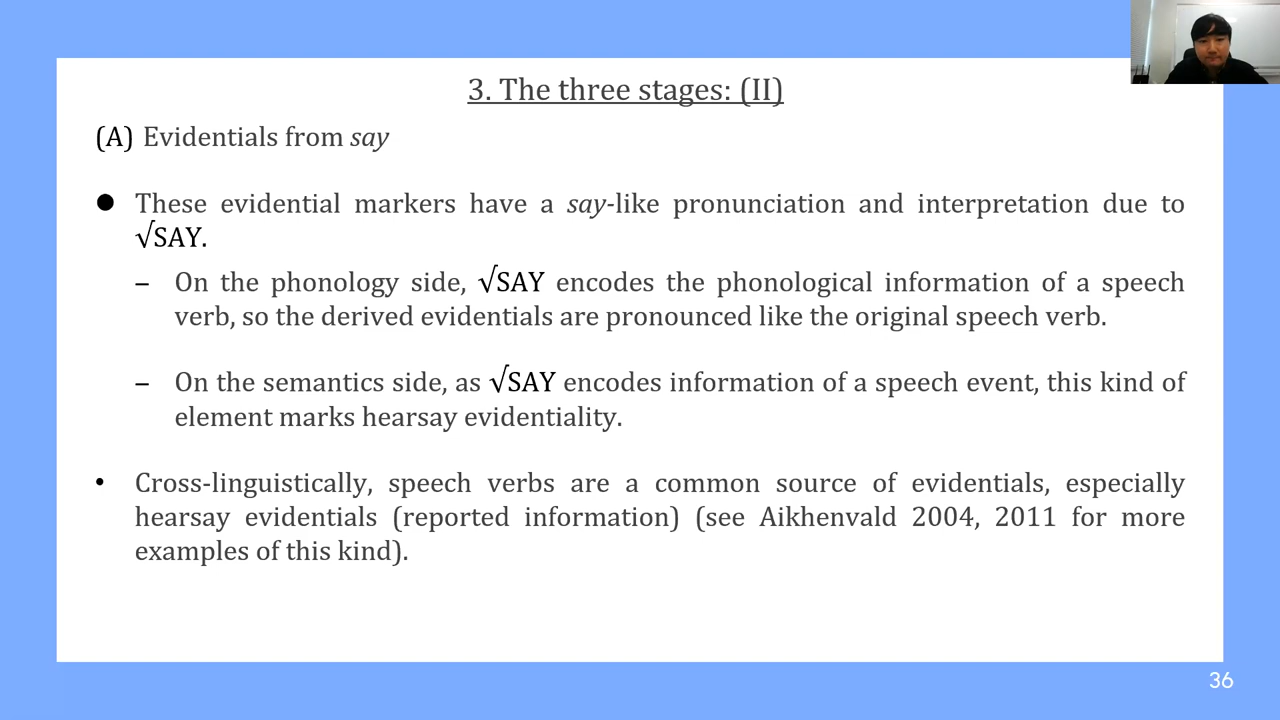 3. The three stages: (II)
(A) Evidentials from say
● These evidential markers have a say-like pronunciation and interpretation due to
√SAY.
– On the phonology side, √SAY encodes the phonological information of a speech
verb, so the derived evidentials are pronounced like the original speech verb.
– On the semantics side, as √SAY encodes information of a speech event, this kind of
element marks hearsay evidentiality.
• Cross-linguistically, speech verbs are a common source of evidentials, especially
hearsay evidentials (reported information) (see Aikhenvald 2004, 2011 for more
examples of this kind).
36